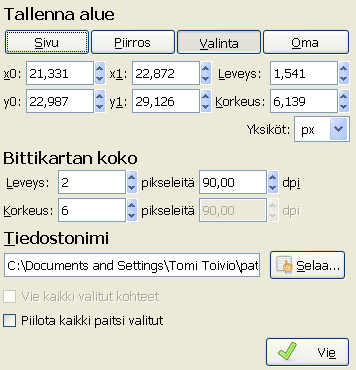 Tallenna alue
Sivu Piirros Valinta Oma
x0: 21,331 x1: 22,872 Leveys: 1,541
y0: 22,987 y1: 29,126 Korkeus: 6,139
Yksiköt: px
Bittikartan koko
Leveys: 2 pikseleitä 90,00 dpi
Korkeus: 6 pikseleitä 90,00 dpi
Tiedostonimi
C:\Documents and Settings\Tomi Toivio\pat Selaa...
Vie kaikki valitut kohteet
Piilota kaikki paitsi valitut
Vie